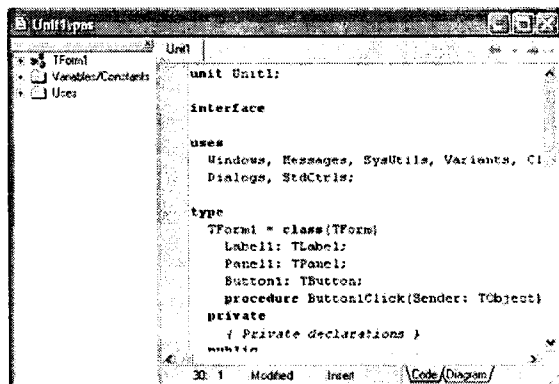 Unit1.pas
TForm1
Variables/Constants
Uses
Unit1
unit Unit1;
interface
uses
Windows, Messages, SysUtils, Variants, Cl
Dialogs, StdCtrls;
type
TForm1 = class(TForm)
Label1: TLabel;
Panel1: TPanel;
Button1: TButton;
procedure Button1Click(Sender: TObject)
private
{ Private declarations }
public
30: 1 Modified Insert Code Diagram